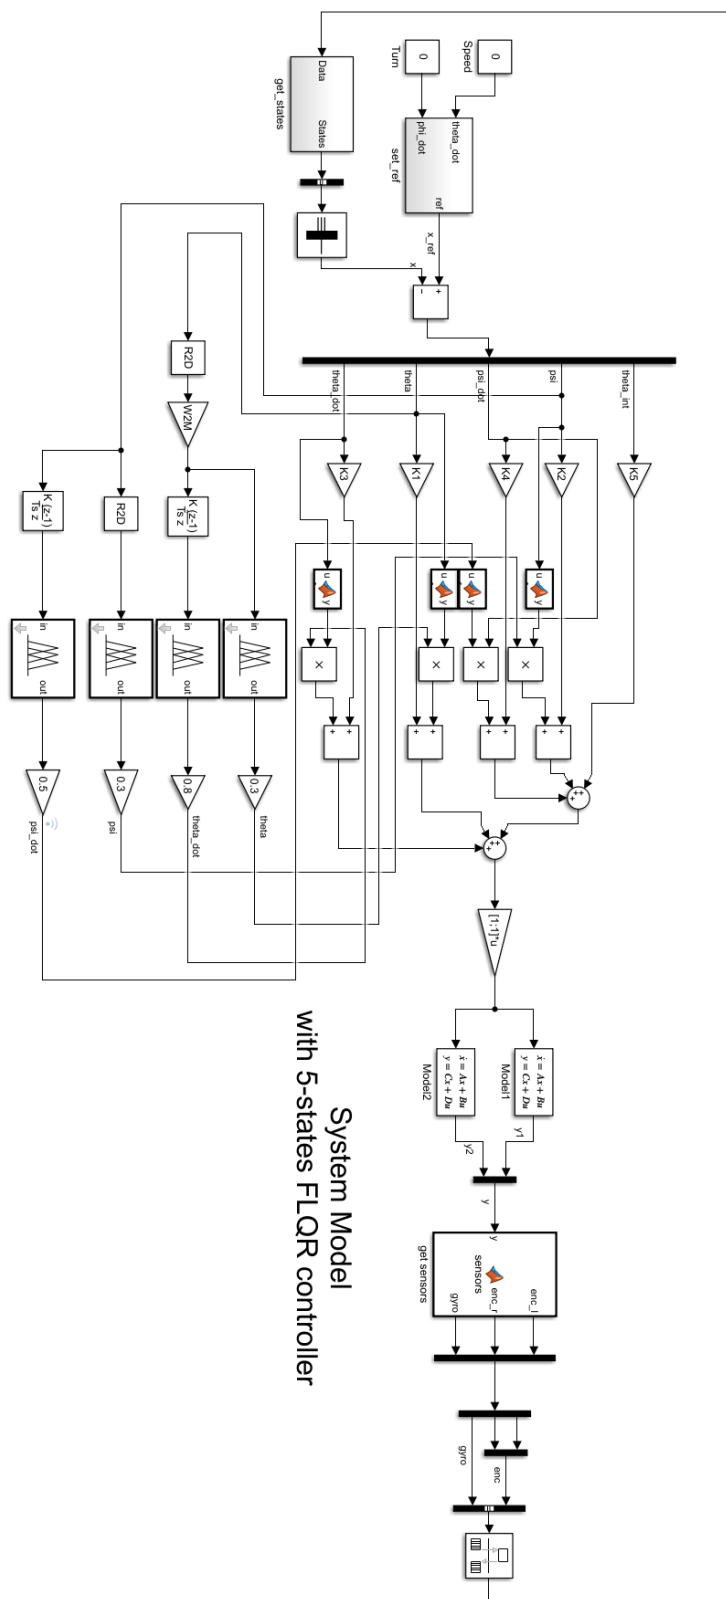 Speed
0
Turn
0
theta_dot
phi_dot
ref
set_ref
x_ref
Data
States
get_states
x
+
−
theta_int
psi
psi_dot
theta
theta_dot
K5
K2
K4
K1
K3
u y
u y
u y
u y
×
×
×
×
+
+
+
+
+
+
+
+
++
+
++
+
[1;1]*u
ẋ = Ax + Bu
y = Cx + Du
Model1
ẋ = Ax + Bu
y = Cx + Du
Model2
y1
y2
y
y
enc_l
enc_r
gyro
sensors
get sensors
enc
gyro
R2D
W2M
K (z-1)
Ts z
R2D
K (z-1)
Ts z
in
out
0.3
theta
in
out
0.8
theta_dot
in
out
0.3
psi
in
out
0.5
psi_dot
System Model
with 5-states FLQR controller